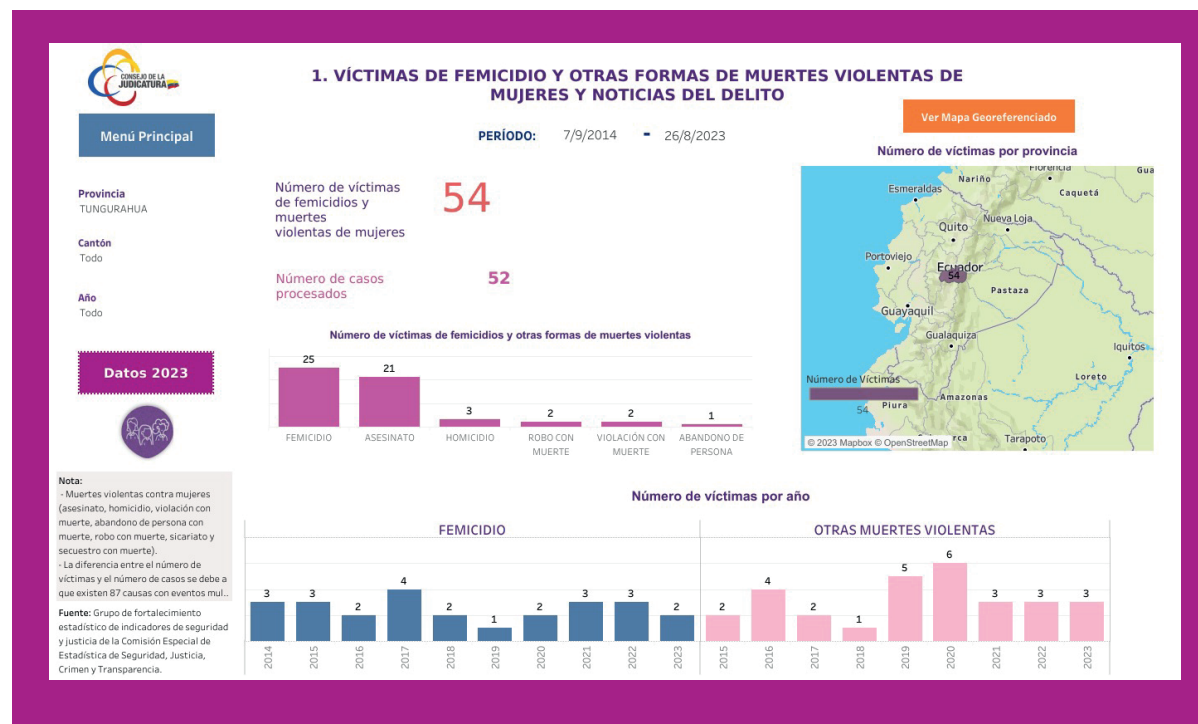 CONSEJO DE LA
JUDICATURA
1. VÍCTIMAS DE FEMICIDIO Y OTRAS FORMAS DE MUERTES VIOLENTAS DE
MUJERES Y NOTICIAS DEL DELITO
Menú Principal
PERÍODO: 7/9/2014 - 26/8/2023
Ver Mapa Georeferenciado
Provincia
TUNGURAHUA
Cantón
Todo
Año
Todo
Datos 2023
Número de víctimas
de femicidios y
muertes
violentas de mujeres
54
Número de casos
procesados
52
Número de víctimas por provincia
Florencia
Gua
Nariño
Esmeraldas
Caquetá
Nueva Loja
Quito
Portoviejo
Ecuador
54
Pastaza
Guayaquil
Gualaquiza
Iquitos
Número de Víctimas
Loreto
54
Piura
Amazonas
rca
Tarapoto
© 2023 Mapbox © OpenStreetMap
Número de víctimas de femicidios y otras formas de muertes violentas
25
21
3
2
2
1
FEMICIDIO
ASESINATO
HOMICIDIO
ROBO CON
MUERTE
VIOLACIÓN CON
MUERTE
ABANDONO DE
PERSONA
Nota:
- Muertes violentas contra mujeres
(asesinato, homicidio, violación con
muerte, abandono de persona con
muerte, robo con muerte, sicariato y
secuestro con muerte).
- La diferencia entre el número de
víctimas y el número de casos se debe a
que existen 87 causas con eventos mul..
Fuente: Grupo de fortalecimiento
estadístico de indicadores de seguridad
y justicia de la Comisión Especial de
Estadística de Seguridad, Justicia,
Crimen y Transparencia.
Número de víctimas por año
FEMICIDIO
3 3 2 4 2 1 2 3 3 2
2014 2015 2016 2017 2018 2019 2020 2021 2022 2023
OTRAS MUERTES VIOLENTAS
2 4 2 1 5 6 3 3 3
2015 2016 2017 2018 2019 2020 2021 2022 2023